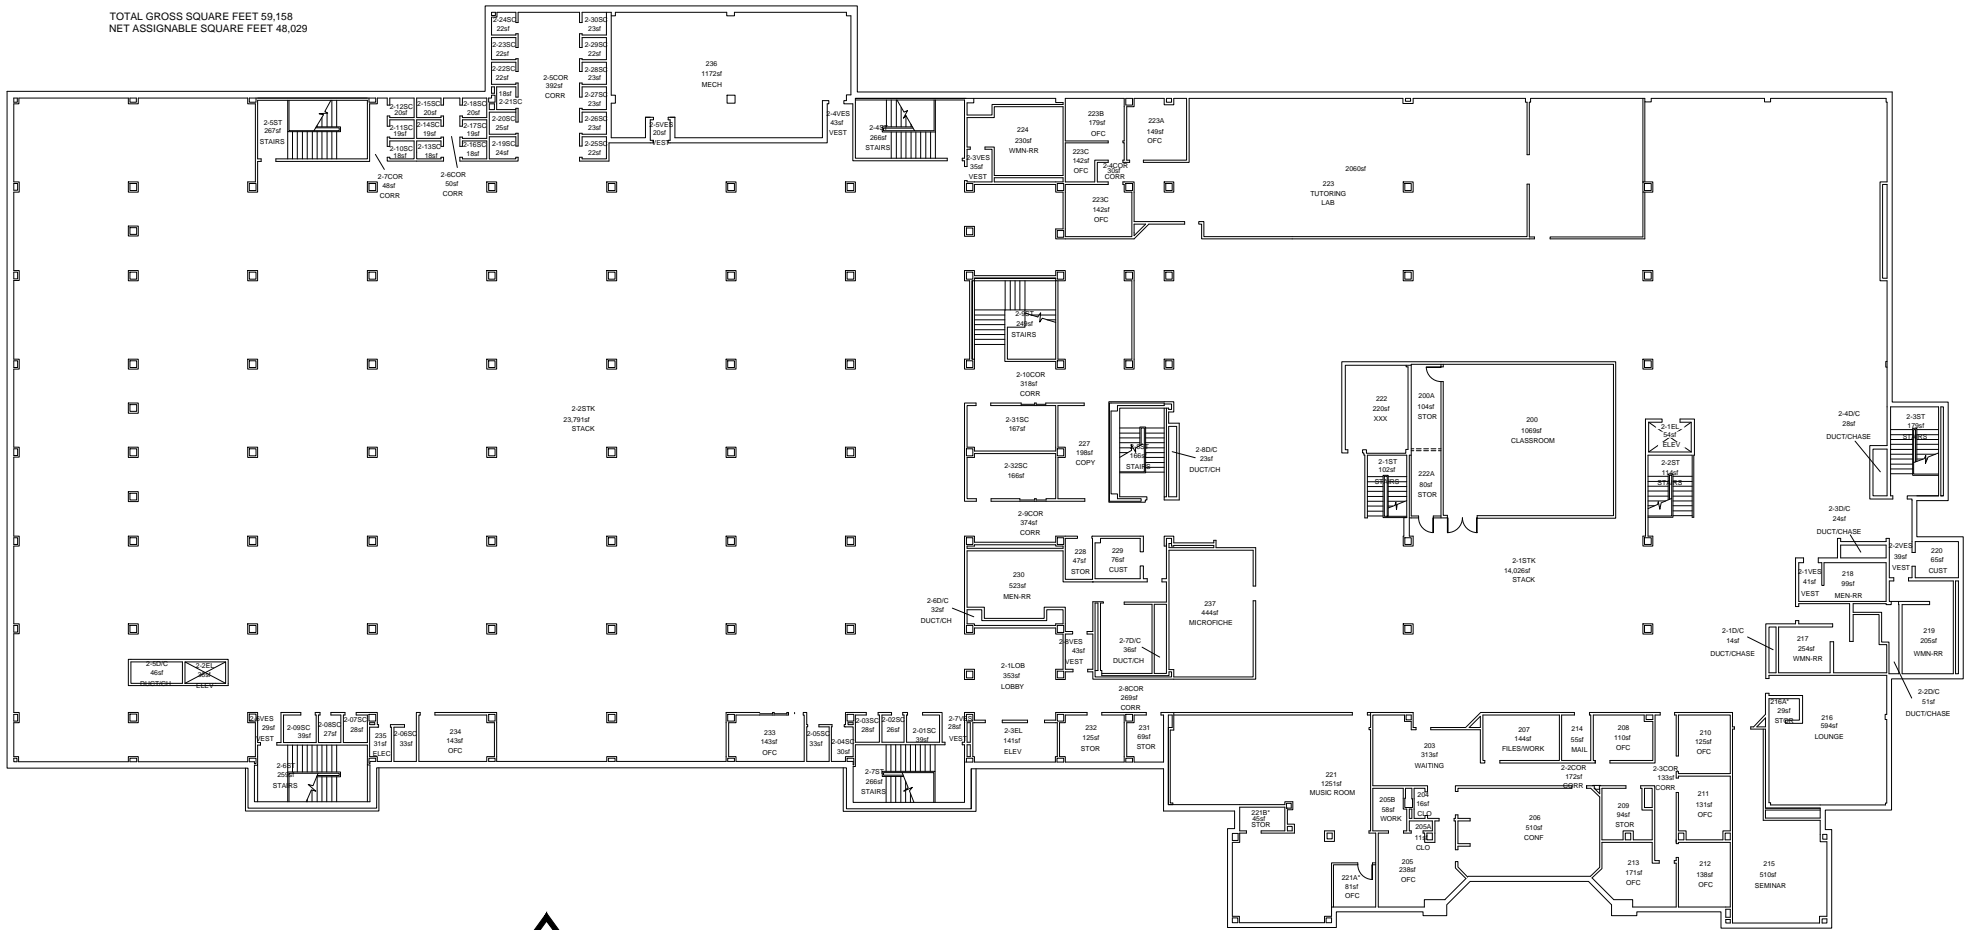 TOTAL GROSS SQUARE FEET 59,158
NET ASSIGNABLE SQUARE FEET 48,029
2-24SC
22sf
2-23SC
22sf
2-22SC
22sf
18sf
2-21SC
2-20SC
25sf
2-19SC
24sf
2-5COR
392sf
CORR
2-30SC
23sf
2-29SC
22sf
2-28SC
23sf
2-27SC
23sf
2-26SC
23sf
2-25SC
22sf
236
1172sf
MECH
2-5VES
20sf
VEST
2-4VES
43sf
VEST
2-5ST
267sf
STAIRS
2-12SC
20sf
2-11SC
19sf
2-10SC
18sf
2-15SC
20sf
2-14SC
19sf
2-13SC
18sf
2-18SC
20sf
2-17SC
19sf
2-16SC
18sf
2-7COR
48sf
CORR
2-6COR
50sf
CORR
2-4ST
266sf
STAIRS
2-3VES
35sf
VEST
224
230sf
WMN-RR
223B
179sf
OFC
223C
142sf
OFC
2-4COR
30sf
CORR
223A
149sf
OFC
223C
142sf
OFC
2060sf
223
TUTORING
LAB
2-9ST
249sf
STAIRS
2-10COR
318sf
CORR
2-2STK
23,791sf
STACK
2-31SC
167sf
2-32SC
166sf
227
198sf
COPY
166sf
STAIRS
2-8D/C
23sf
DUCT/CH
222
220sf
XXX
200A
104sf
STOR
200
1069sf
CLASSROOM
2-1ST
102sf
STAIRS
222A
80sf
STOR
2-1EL
54sf
ELEV
2-2ST
114sf
STAIRS
2-4D/C
28sf
DUCT/CHASE
2-3ST
179sf
STAIRS
2-9COR
374sf
CORR
228
47sf
STOR
229
76sf
CUST
230
523sf
MEN-RR
2-6D/C
32sf
DUCT/CH
237
444sf
MICROFICHE
2-1STK
14,026sf
STACK
2-3D/C
24sf
DUCT/CHASE
2-2VES
39sf
VEST
220
65sf
CUST
2-1VES
41sf
VEST
218
99sf
MEN-RR
2-1D/C
14sf
DUCT/CHASE
217
254sf
WMN-RR
219
205sf
WMN-RR
2-2D/C
51sf
DUCT/CHASE
2-8VES
43sf
VEST
2-7D/C
36sf
DUCT/CH
2-1LOB
353sf
LOBBY
2-8COR
269sf
CORR
2-5D/C
46sf
DUCT/CH
2-2EL
ELEV
2-6VES
29sf
VEST
2-09SC
39sf
2-08SC
27sf
2-07SC
28sf
235
31sf
ELEC
2-06SC
33sf
234
143sf
OFC
233
143sf
OFC
2-05SC
33sf
2-04SC
30sf
2-03SC
28sf
2-02SC
26sf
2-01SC
39sf
2-7VES
28sf
VEST
2-3EL
141sf
ELEV
232
125sf
STOR
231
69sf
STOR
2-6ST
259sf
STAIRS
2-7ST
266sf
STAIRS
221
1251sf
MUSIC ROOM
221B*
45sf
STOR
221A*
81sf
OFC
203
313sf
WAITING
207
144sf
FILES/WORK
214
55sf
MAIL
208
110sf
OFC
210
125sf
OFC
2-2COR
172sf
CORR
2-3COR
133sf
CORR
205B
58sf
WORK
204
16sf
CLO
205A
11sf
CLO
205
238sf
OFC
206
510sf
CONF
209
94sf
STOR
211
131sf
OFC
213
171sf
OFC
212
138sf
OFC
215
510sf
SEMINAR
216A*
29sf
STOR
216
594sf
LOUNGE